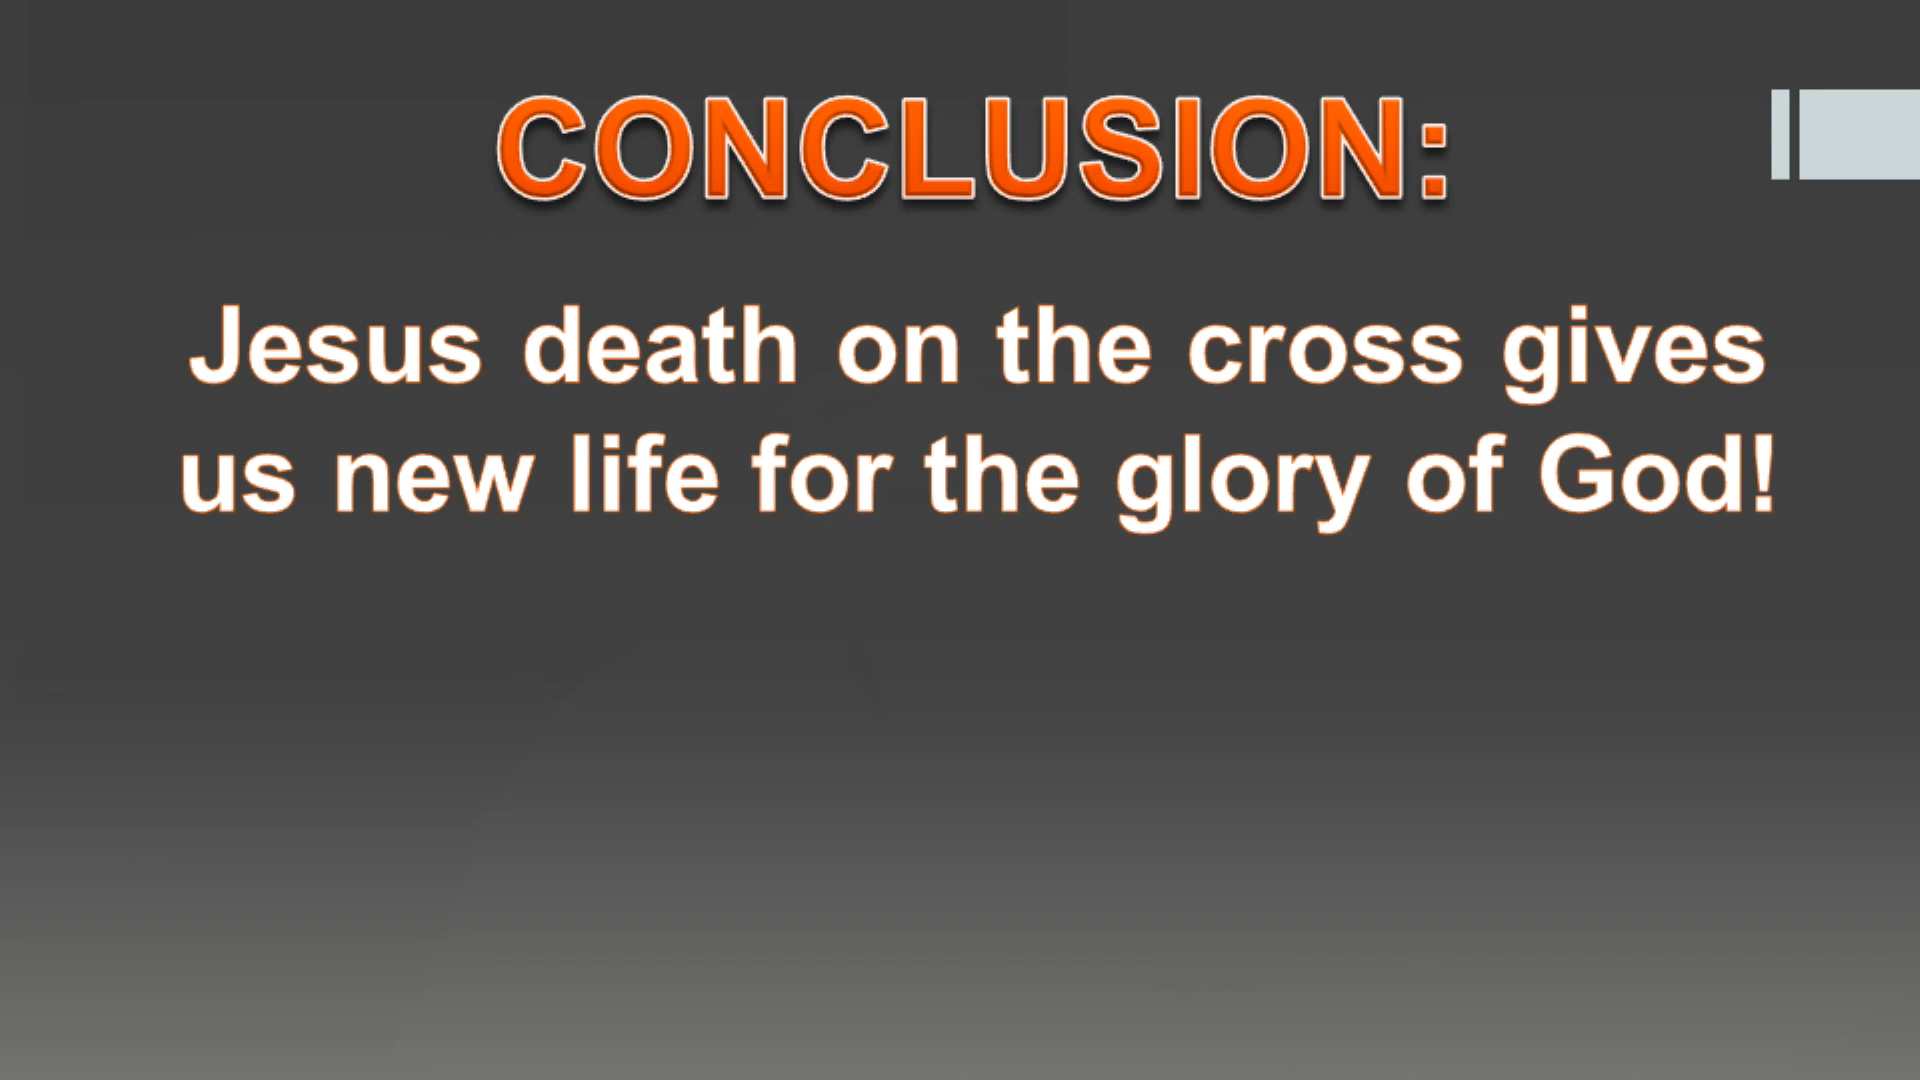 CONCLUSION:
Jesus death on the cross gives
us new life for the glory of God!